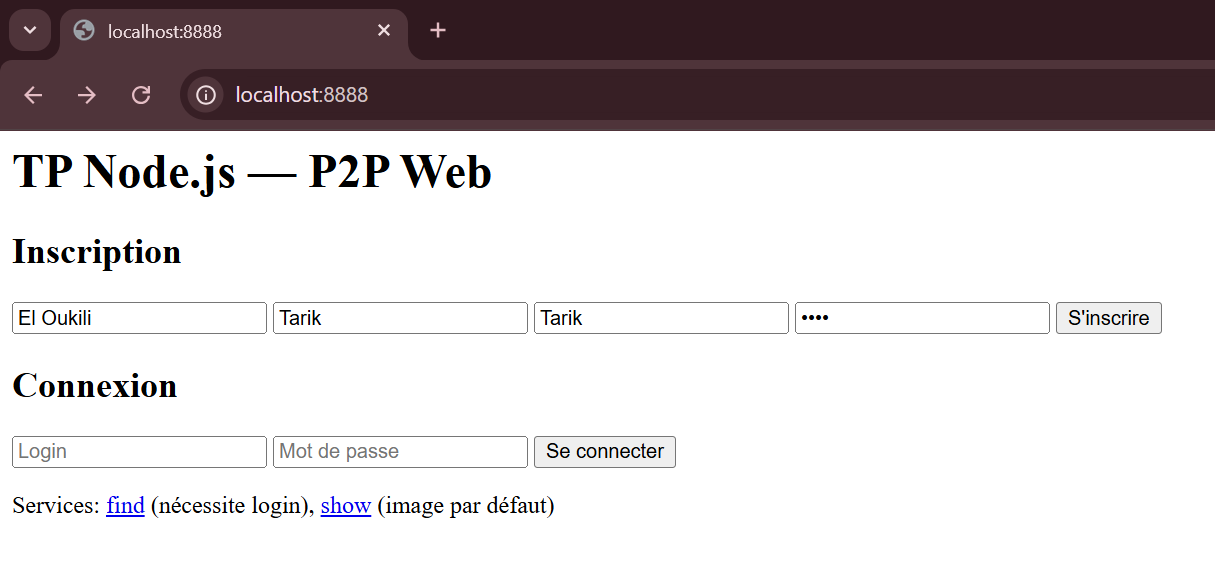 localhost:8888
localhost:8888
TP Node.js — P2P Web
Inscription
El Oukili Tarik Tarik •••• S'inscrire
Connexion
Login Mot de passe Se connecter
Services: find (nécessite login), show (image par défaut)